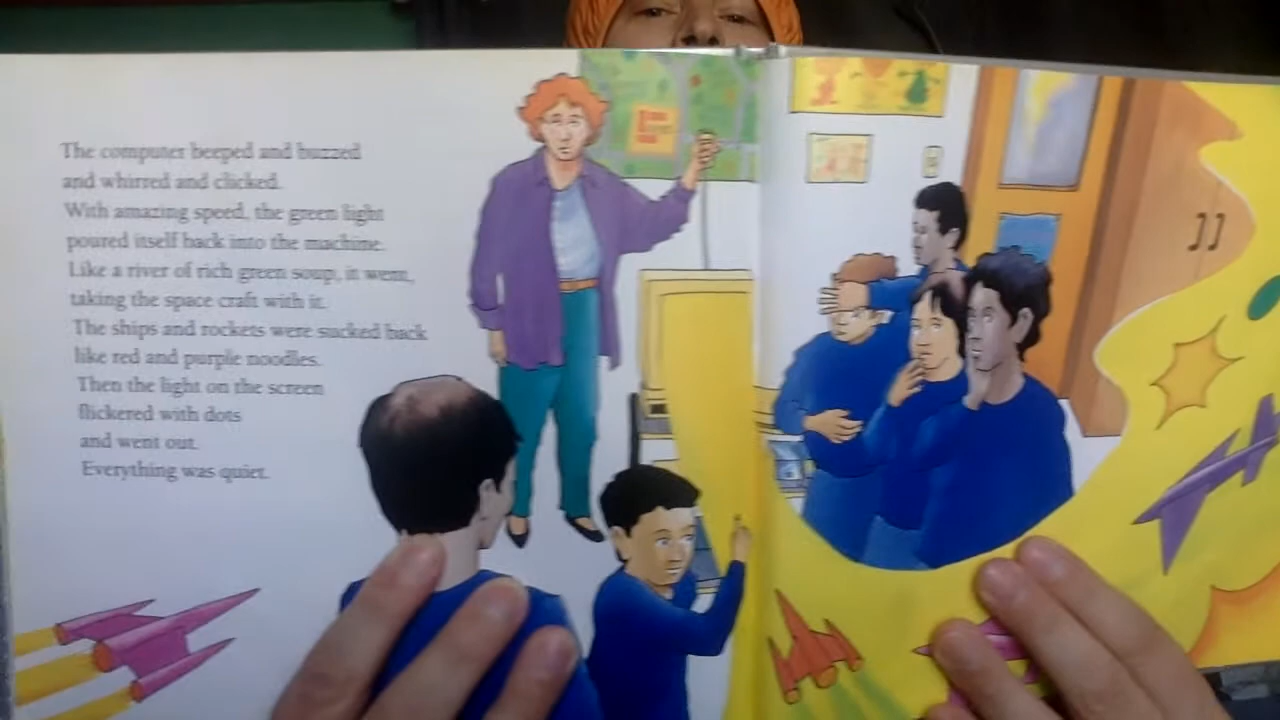 The computer beeped and buzzed
and whirred and clicked.
With amazing speed, the green light
poured itself back into the machine.
Like a river of rich green soup, it went,
taking the space craft with it.
The ships and rockets were sucked back
like red and purple noodles.
Then the light on the screen
flickered with dots
and went out.
Everything was quiet.